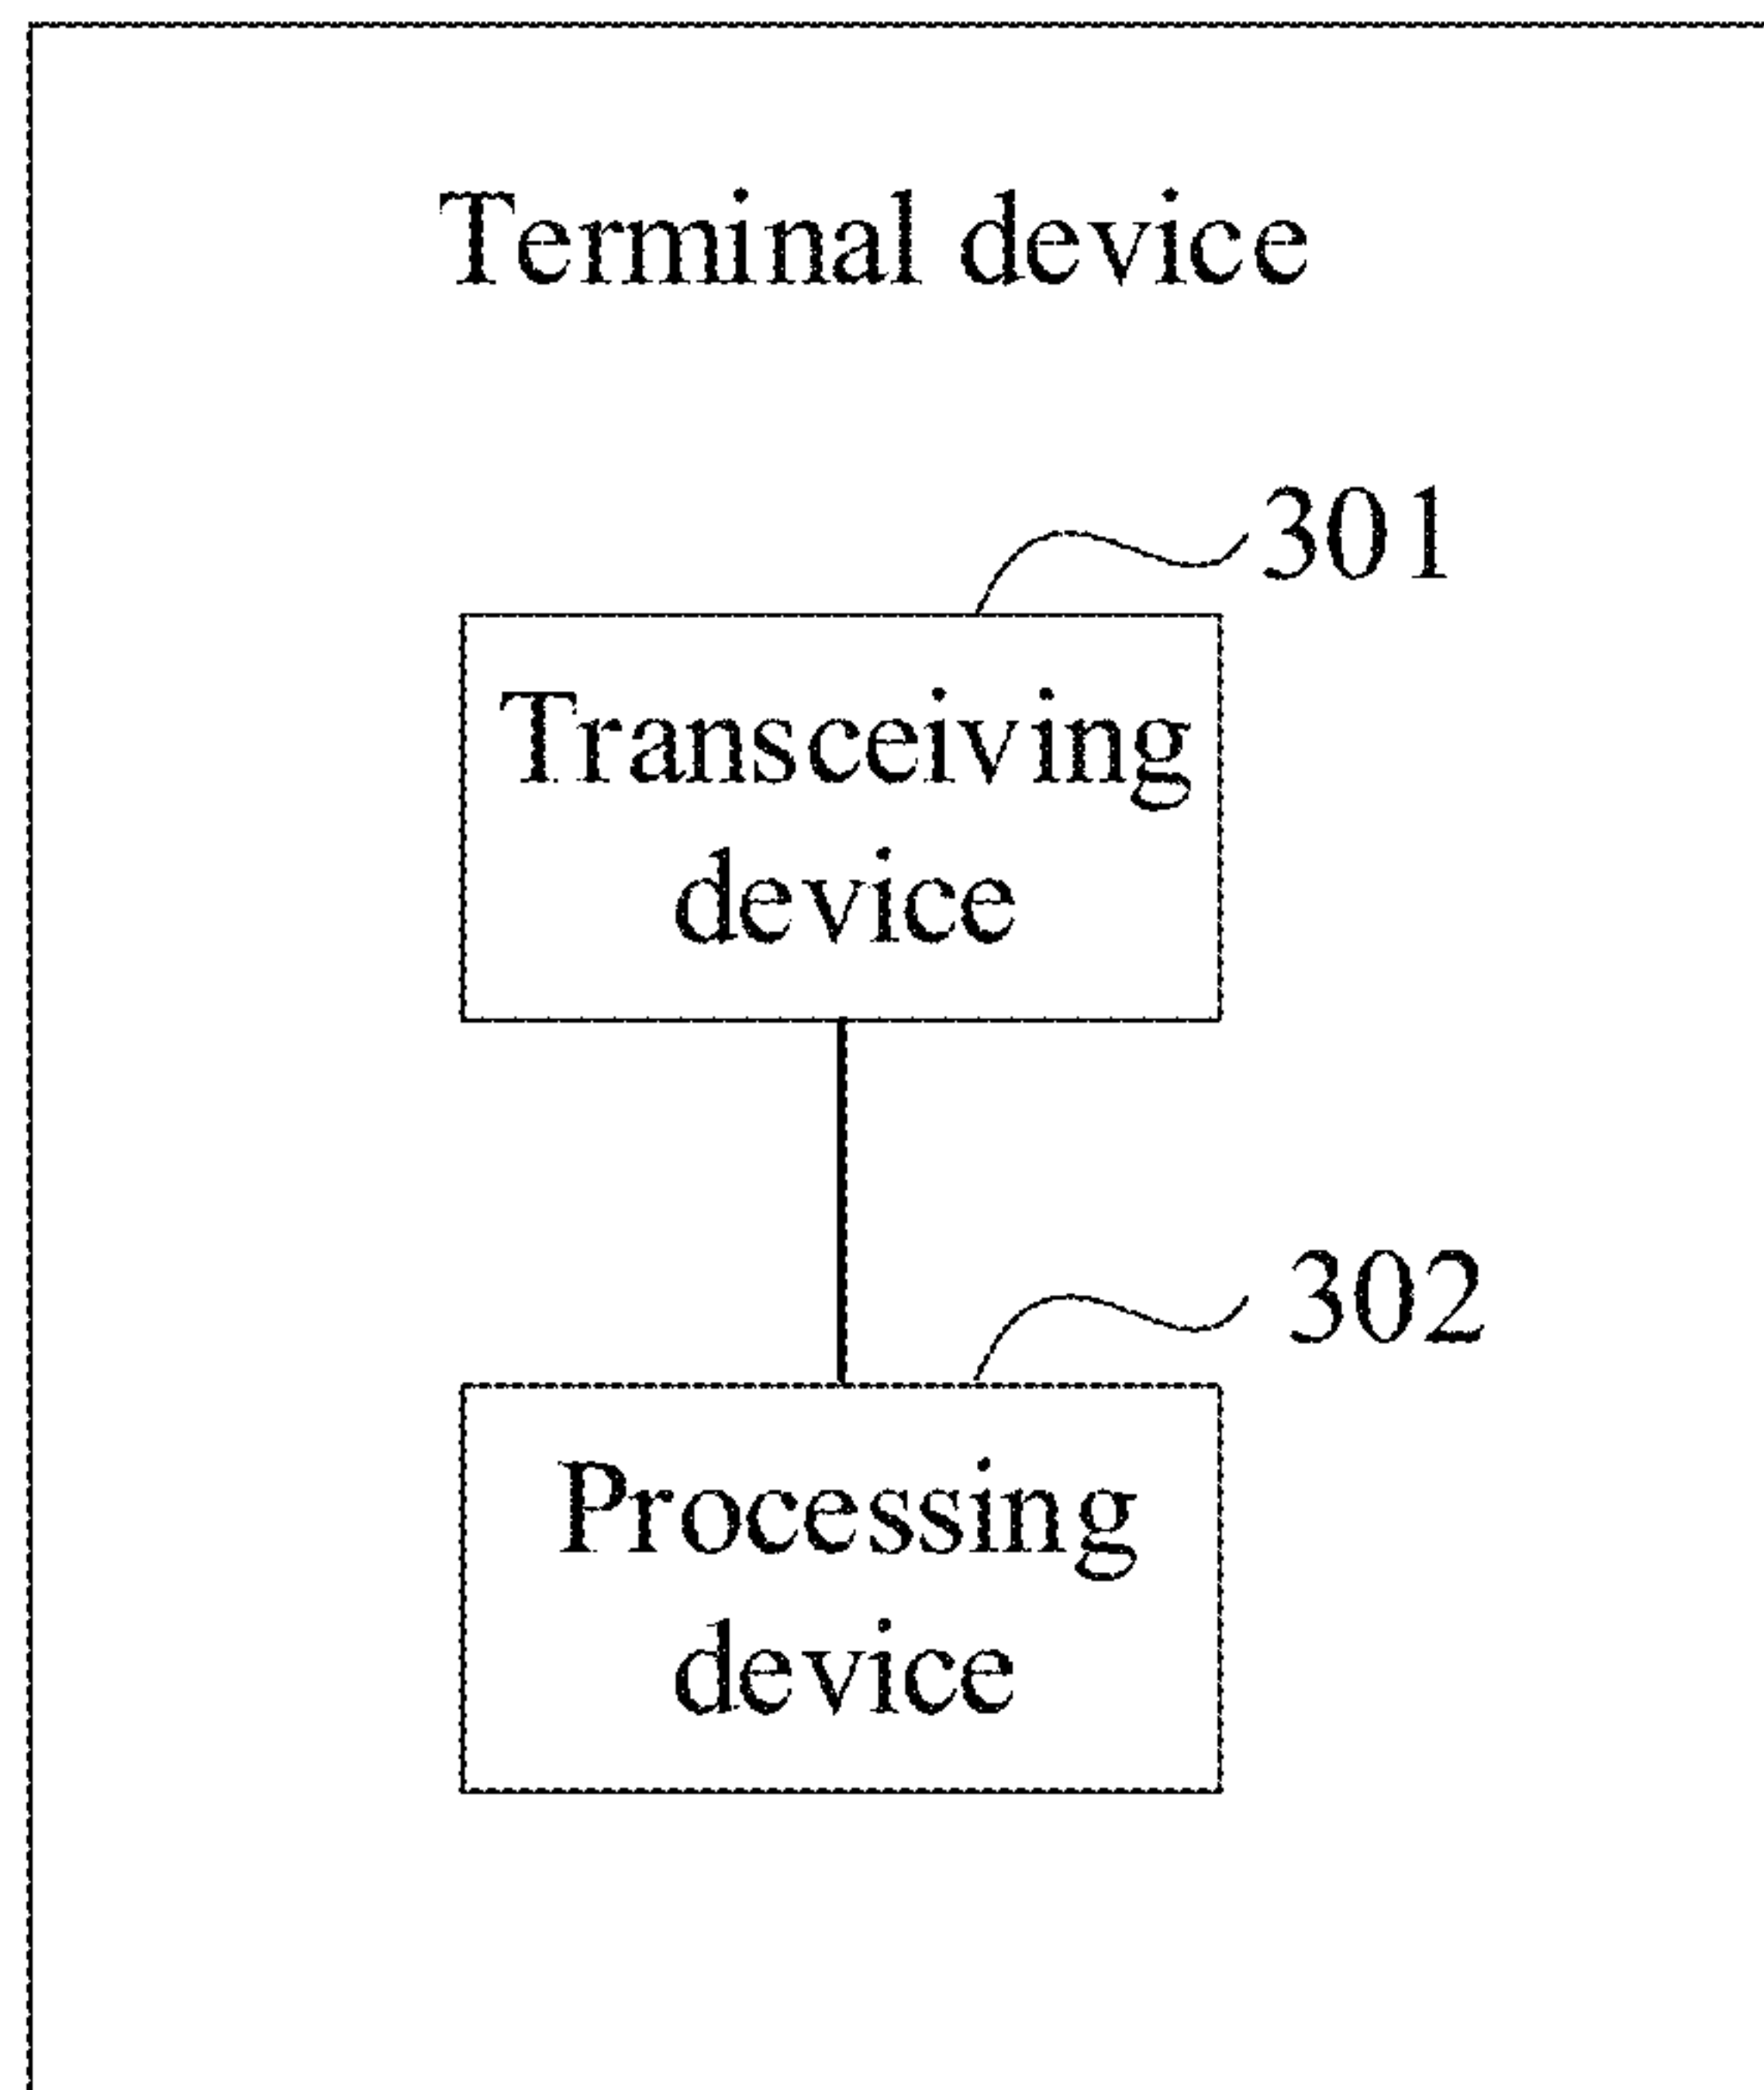 Terminal device
301
Transceiving
device
302
Processing
device